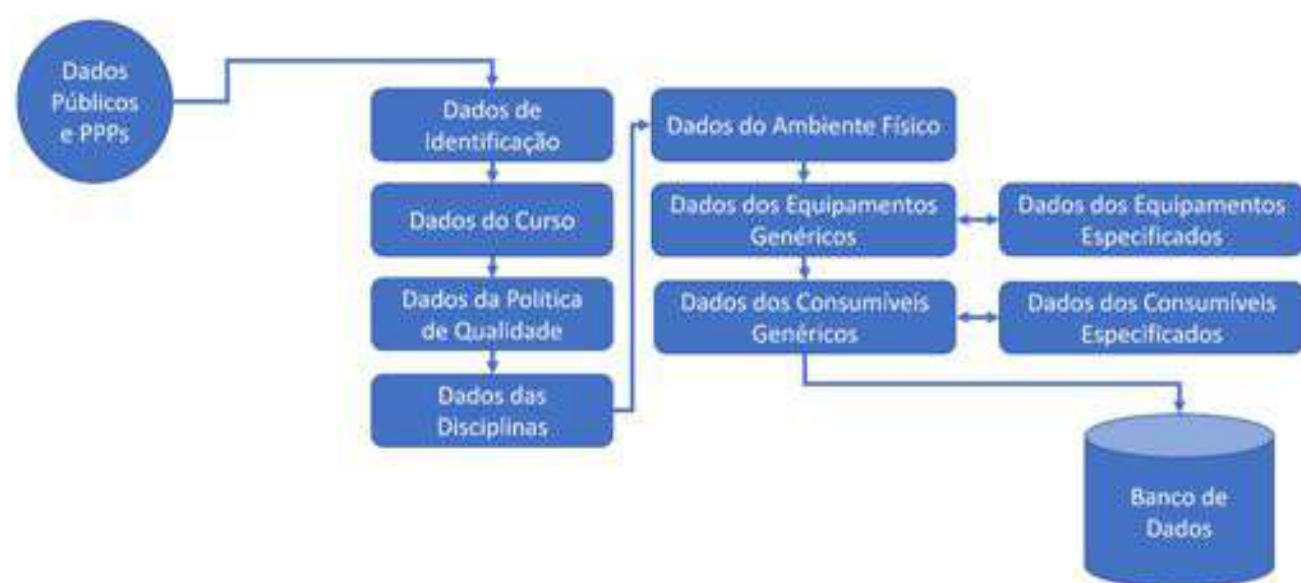 Dados
Públicos
e PPPs
Dados de
Identificação
Dados do Curso
Dados da Política
de Qualidade
Dados das
Disciplinas
Dados do Ambiente Físico
Dados dos Equipamentos
Genéricos
Dados dos Equipamentos
Especificados
Dados dos Consumíveis
Genéricos
Dados dos Consumíveis
Especificados
Banco de
Dados